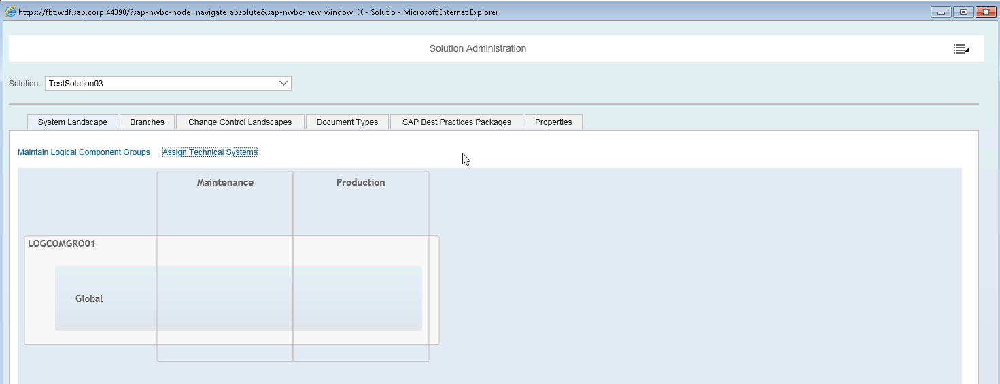 https://fbt.wdf.sap.corp:44390/?sap-nwbc-node=navigate_absolute&sap-nwbc-new_window=X - Solutio - Microsoft Internet Explorer
Solution Administration
Solution: TestSolution03
System Landscape Branches Change Control Landscapes Document Types SAP Best Practices Packages Properties
Maintain Logical Component Groups Assign Technical Systems
Maintenance Production
LOGCOMGRO01
Global